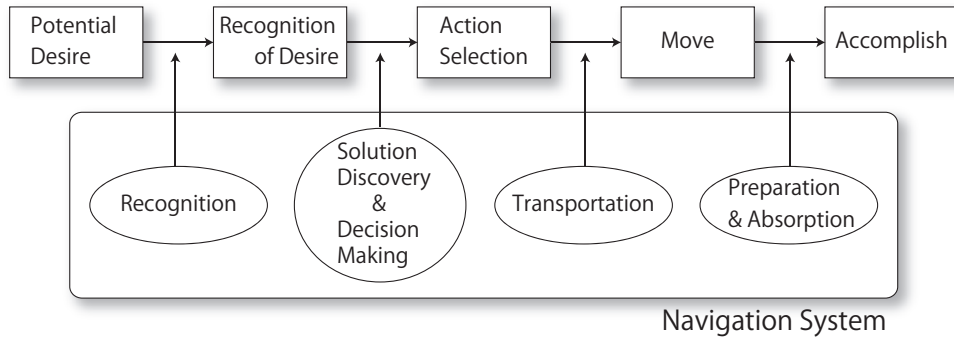 Potential
Desire
Recognition
of Desire
Action
Selection
Move
Accomplish
Recognition
Solution
Discovery
&
Decision
Making
Transportation
Preparation
& Absorption
Navigation System